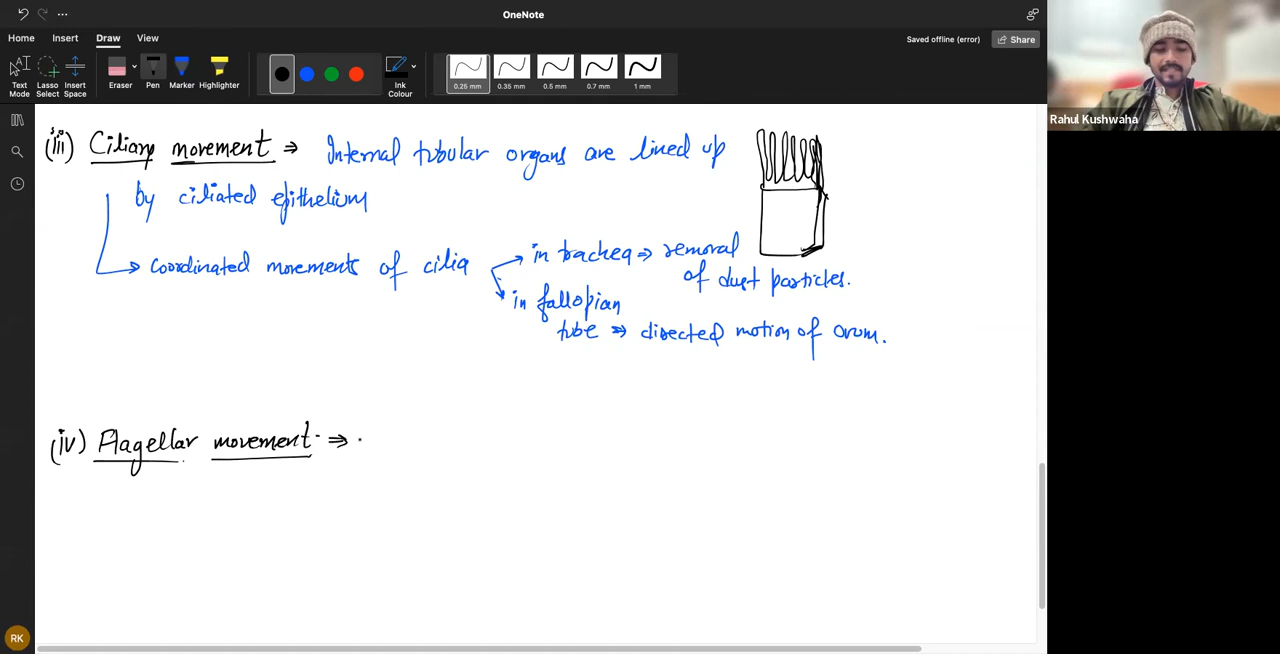 OneNote
Home Insert Draw View
Saved offline (error)
Share
Text Mode
Lasso Select
Insert Space
Eraser
Pen
Marker
Highlighter
Ink Colour
0.25 mm
0.35 mm
0.5 mm
0.7 mm
1 mm
Rahul Kushwaha
(iii) Ciliary movement ⇒ Internal tubular organs are lined up
by ciliated epithelium
→ coordinated movements of cilia
→ in trachea ⇒ removal
of dust particles.
→ in fallopian
tube ⇒ directed motion of ovum.
(iv) Flagellar movement ⇒
RK